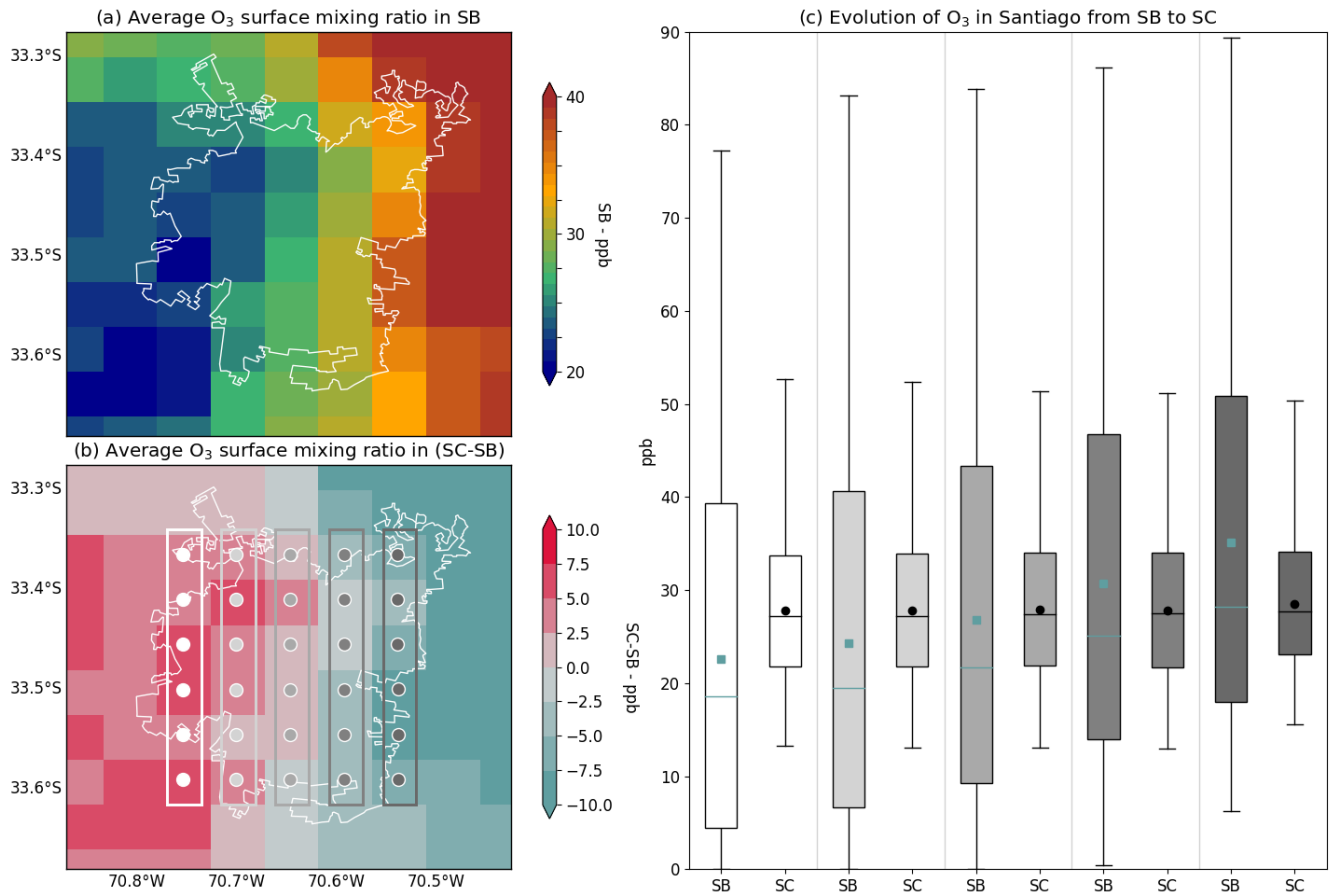 (a) Average O₃ surface mixing ratio in SB
33.3°S
33.4°S
33.5°S
33.6°S
40
30
20
SB - ppb
(b) Average O₃ surface mixing ratio in (SC-SB)
33.3°S
33.4°S
33.5°S
33.6°S
70.8°W 70.7°W 70.6°W 70.5°W
10.0
7.5
5.0
2.5
0.0
−2.5
−5.0
−7.5
−10.0
SC-SB - ppb
(c) Evolution of O₃ in Santiago from SB to SC
90
80
70
60
50
40
30
20
10
0
ppb
SB SC SB SC SB SC SB SC SB SC